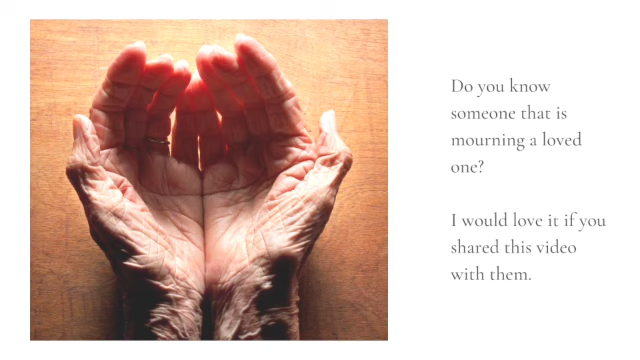 Do you know
someone that is
mourning a loved
one?
I would love it if you
shared this video
with them.